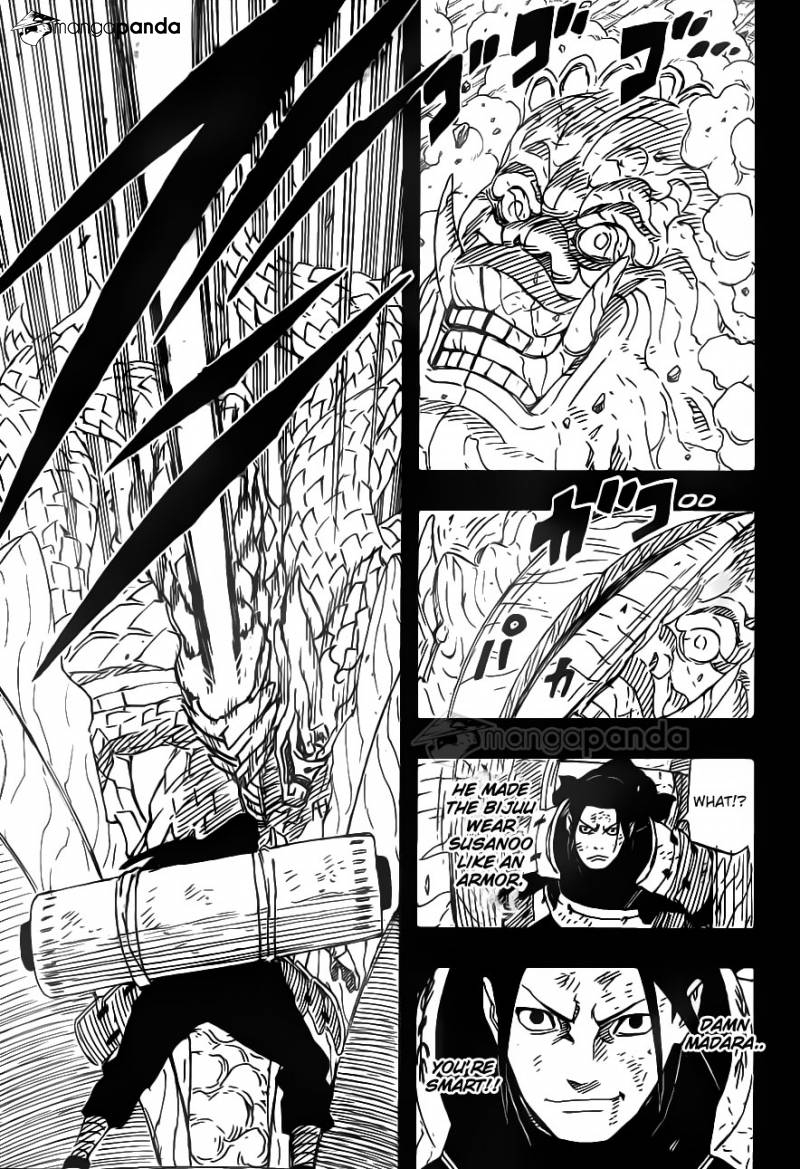 mangapanda
ゴゴゴ...
ガコ...
パ
カ
mangapanda
WHAT!?
HE MADE
THE BIJUU
WEAR
SUSANOO
LIKE AN
ARMOR.
DAMN
MADARA..
YOU'RE
SMART!!